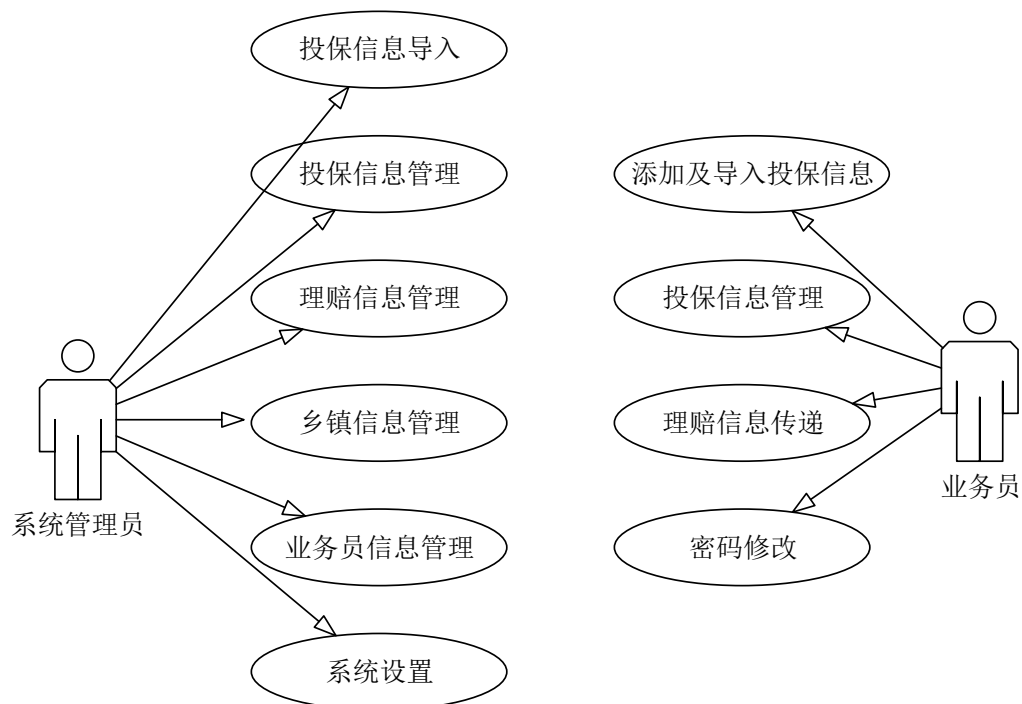 投保信息导入
投保信息管理
理赔信息管理
乡镇信息管理
业务员信息管理
系统设置
系统管理员
添加及导入投保信息
投保信息管理
理赔信息传递
密码修改
业务员